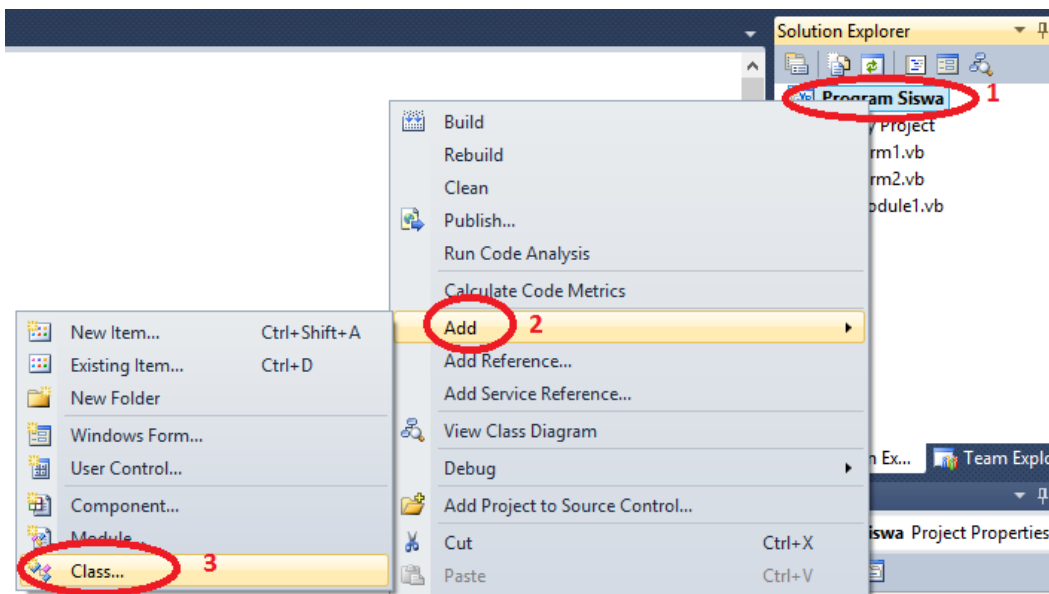 Solution Explorer
Program Siswa 1
Project
rm1.vb
rm2.vb
odule1.vb
Build
Rebuild
Clean
Publish...
Run Code Analysis
Calculate Code Metrics
Add 2
Add Reference...
Add Service Reference...
View Class Diagram
Debug
Add Project to Source Control...
Cut Ctrl+X
Paste Ctrl+V
New Item... Ctrl+Shift+A
Existing Item... Ctrl+D
New Folder
Windows Form...
User Control...
Component...
Module...
Class... 3
n Ex... Team Explo
iswa Project Properties